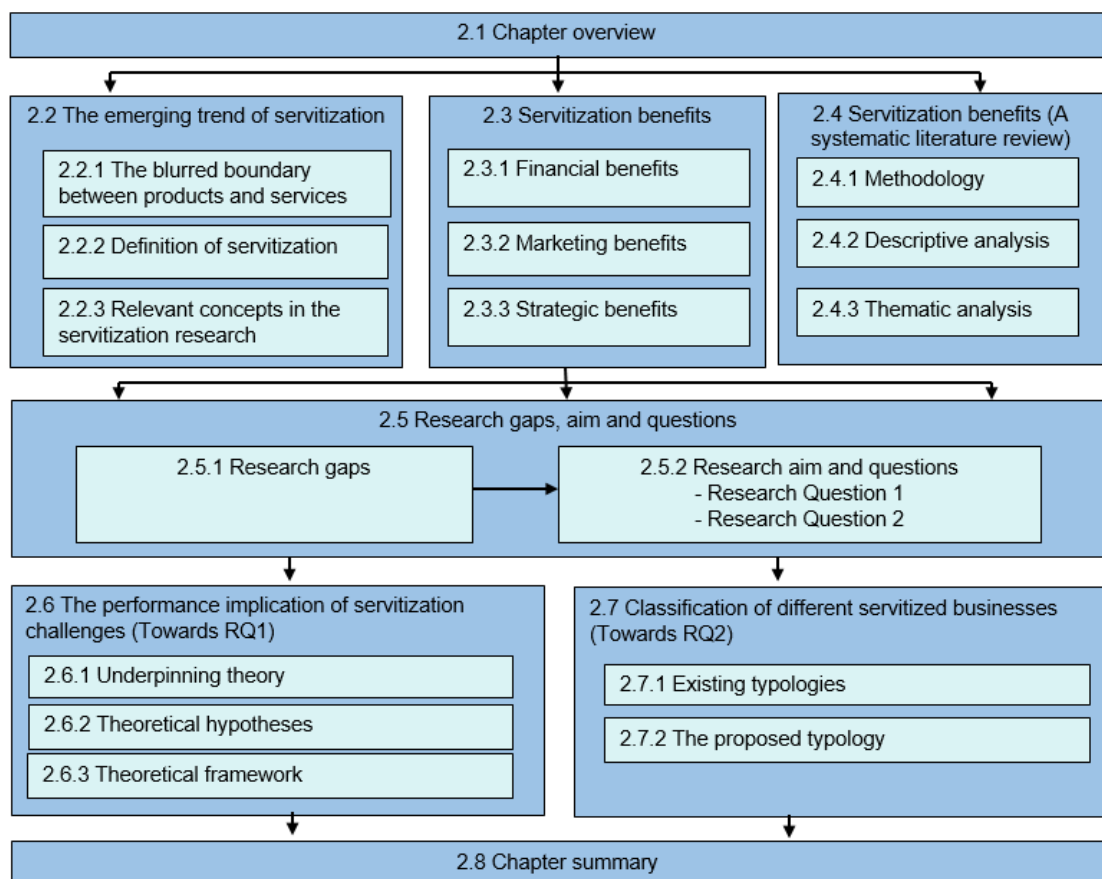 2.1 Chapter overview
2.2 The emerging trend of servitization
2.2.1 The blurred boundary
between products and services
2.2.2 Definition of servitization
2.2.3 Relevant concepts in the
servitization research
2.3 Servitization benefits
2.3.1 Financial benefits
2.3.2 Marketing benefits
2.3.3 Strategic benefits
2.4 Servitization benefits (A
systematic literature review)
2.4.1 Methodology
2.4.2 Descriptive analysis
2.4.3 Thematic analysis
2.5 Research gaps, aim and questions
2.5.1 Research gaps
2.5.2 Research aim and questions
- Research Question 1
- Research Question 2
2.6 The performance implication of servitization
challenges (Towards RQ1)
2.6.1 Underpinning theory
2.6.2 Theoretical hypotheses
2.6.3 Theoretical framework
2.7 Classification of different servitized businesses
(Towards RQ2)
2.7.1 Existing typologies
2.7.2 The proposed typology
2.8 Chapter summary